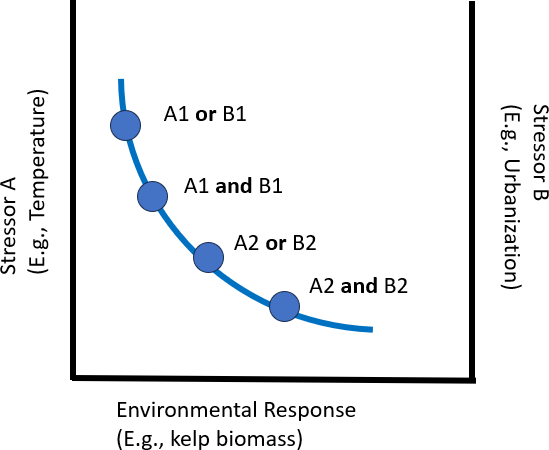 Stressor A
(E.g., Temperature)
A1 or B1
A1 and B1
A2 or B2
A2 and B2
Stressor B
(E.g., Urbanization)
Environmental Response
(E.g., kelp biomass)